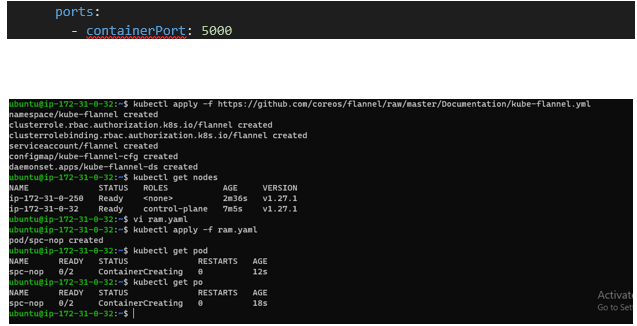 ports:
- containerPort: 5000
ubuntu@ip-172-31-0-32:~$ kubectl apply -f https://github.com/coreos/flannel/raw/master/Documentation/kube-flannel.yml
namespace/kube-flannel created
clusterrole.rbac.authorization.k8s.io/flannel created
clusterrolebinding.rbac.authorization.k8s.io/flannel created
serviceaccount/flannel created
configmap/kube-flannel-cfg created
daemonset.apps/kube-flannel-ds created
ubuntu@ip-172-31-0-32:~$ kubectl get nodes
NAME STATUS ROLES AGE VERSION
ip-172-31-0-250 Ready <none> 2m36s v1.27.1
ip-172-31-0-32 Ready control-plane 7m5s v1.27.1
ubuntu@ip-172-31-0-32:~$ vi ram.yaml
ubuntu@ip-172-31-0-32:~$ kubectl apply -f ram.yaml
pod/spc-nop created
ubuntu@ip-172-31-0-32:~$ kubectl get pod
NAME READY STATUS RESTARTS AGE
spc-nop 0/2 ContainerCreating 0 12s
ubuntu@ip-172-31-0-32:~$ kubectl get po
NAME READY STATUS RESTARTS AGE
spc-nop 0/2 ContainerCreating 0 18s
ubuntu@ip-172-31-0-32:~$
Activat
Go to Set